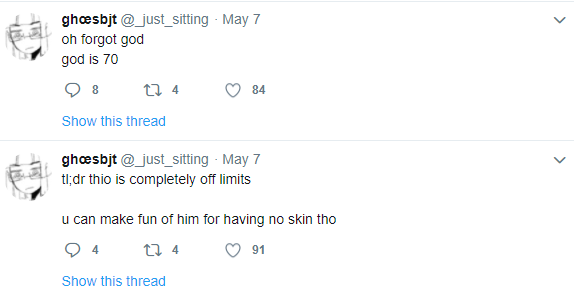 ghœsbjt @_just_sitting · May 7
oh forgot god
god is 70
8 4 84
Show this thread
ghœsbjt @_just_sitting · May 7
tl;dr thio is completely off limits
u can make fun of him for having no skin tho
4 4 91
Show this thread